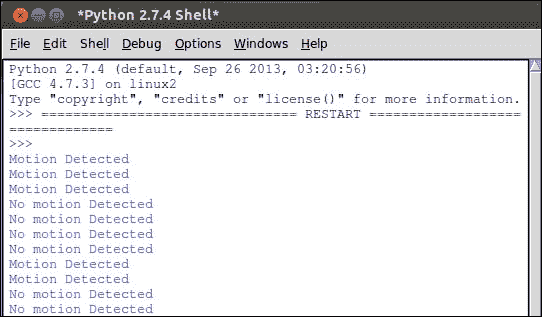 *Python 2.7.4 Shell*
File Edit Shell Debug Options Windows Help
Python 2.7.4 (default, Sep 26 2013, 03:20:56)
[GCC 4.7.3] on linux2
Type "copyright", "credits" or "license()" for more information.
>>> ================================ RESTART ===================
=============
>>>
Motion Detected
Motion Detected
Motion Detected
No motion Detected
No motion Detected
No motion Detected
No motion Detected
Motion Detected
Motion Detected
No motion Detected
No motion Detected